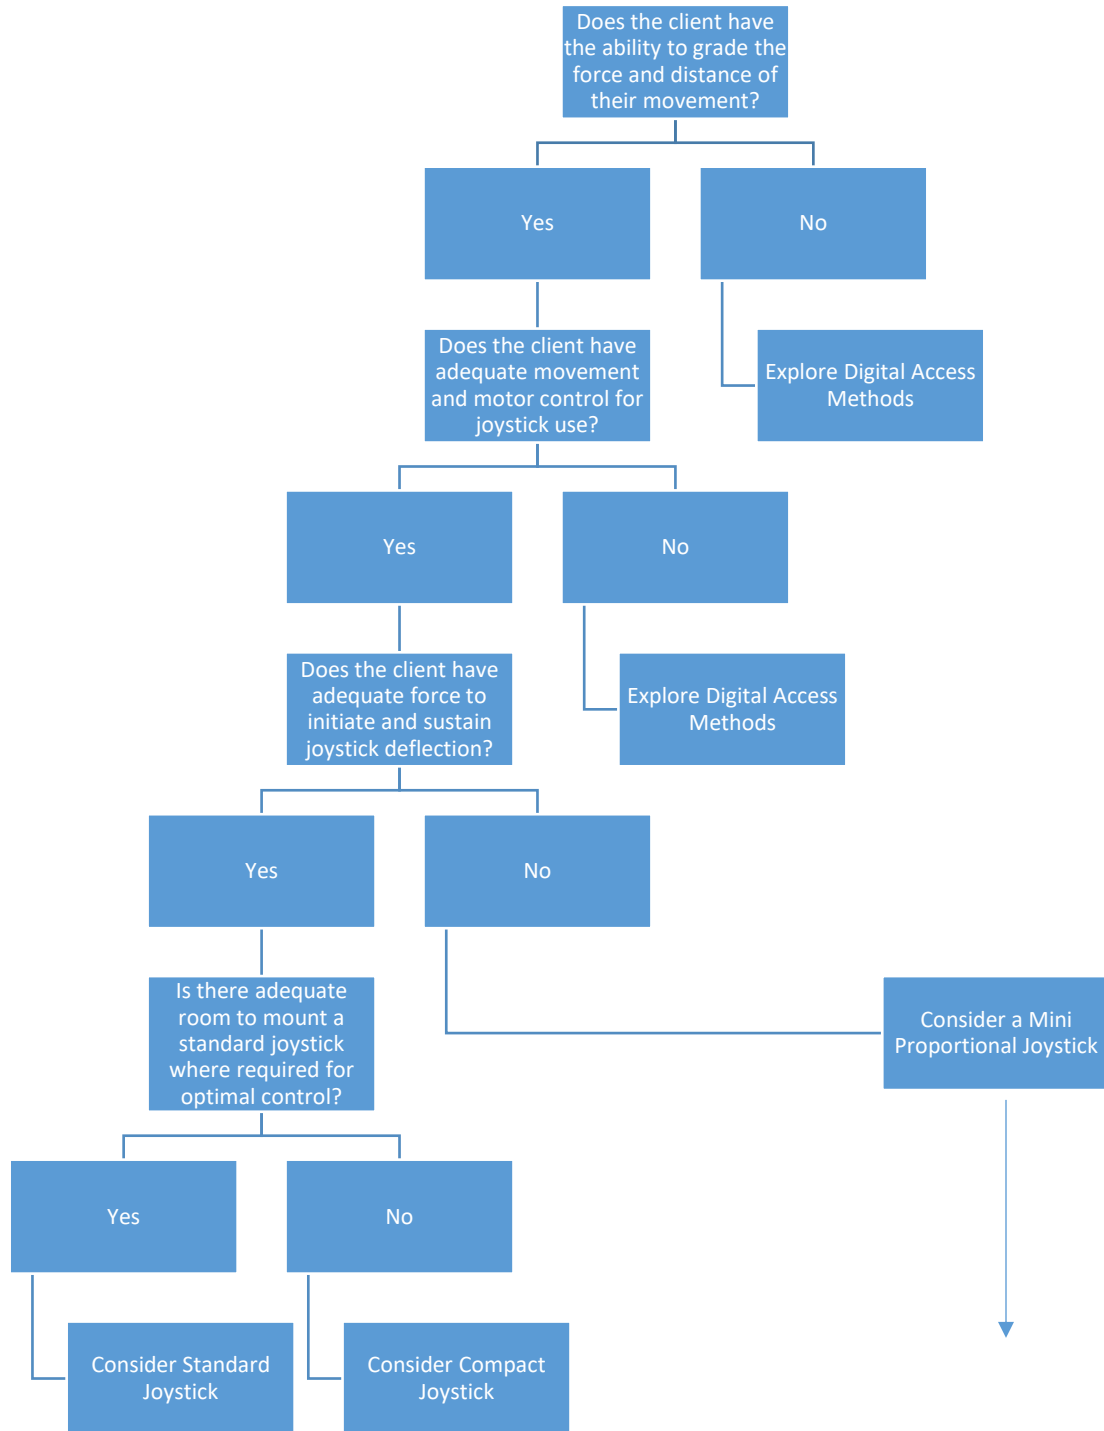 Does the client have
the ability to grade the
force and distance of
their movement?
Yes
No
Does the client have
adequate movement
and motor control for
joystick use?
Explore Digital Access
Methods
Yes
No
Does the client have
adequate force to
initiate and sustain
joystick deflection?
Explore Digital Access
Methods
Yes
No
Is there adequate
room to mount a
standard joystick
where required for
optimal control?
Consider a Mini
Proportional Joystick
Yes
No
Consider Standard
Joystick
Consider Compact
Joystick